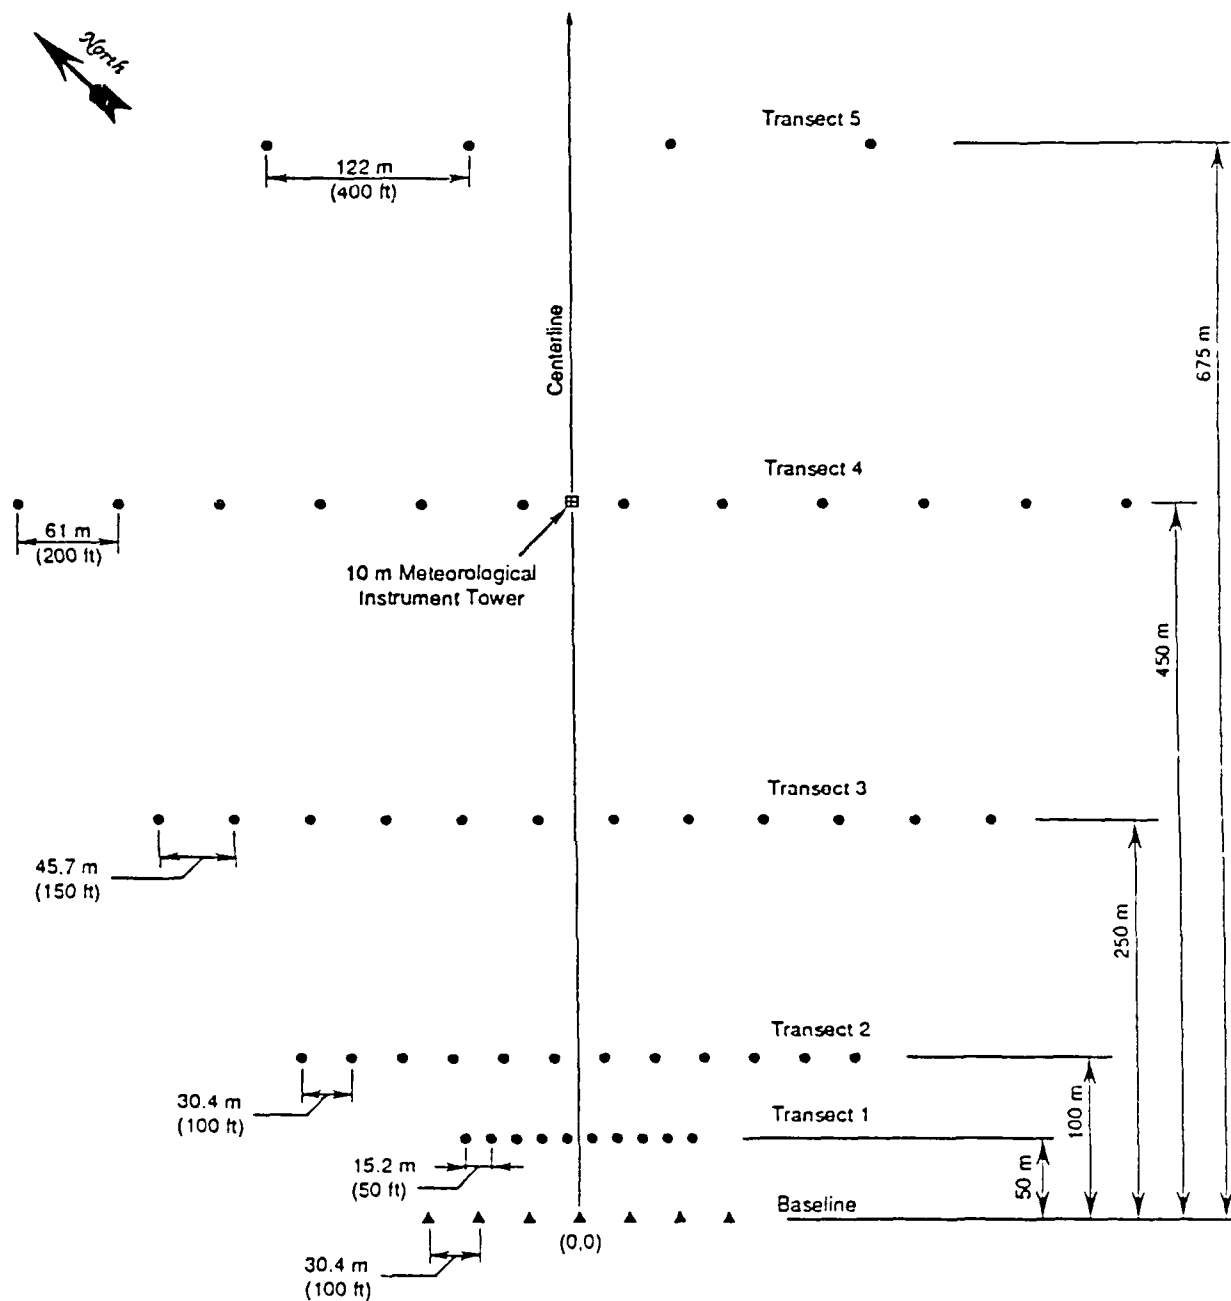 North
Transect 5
122 m
(400 ft)
Centerline
675 m
Transect 4
61 m
(200 ft)
10 m Meteorological
Instrument Tower
450 m
Transect 3
45.7 m
(150 ft)
250 m
Transect 2
30.4 m
(100 ft)
100 m
Transect 1
15.2 m
(50 ft)
50 m
Baseline
(0,0)
30.4 m
(100 ft)